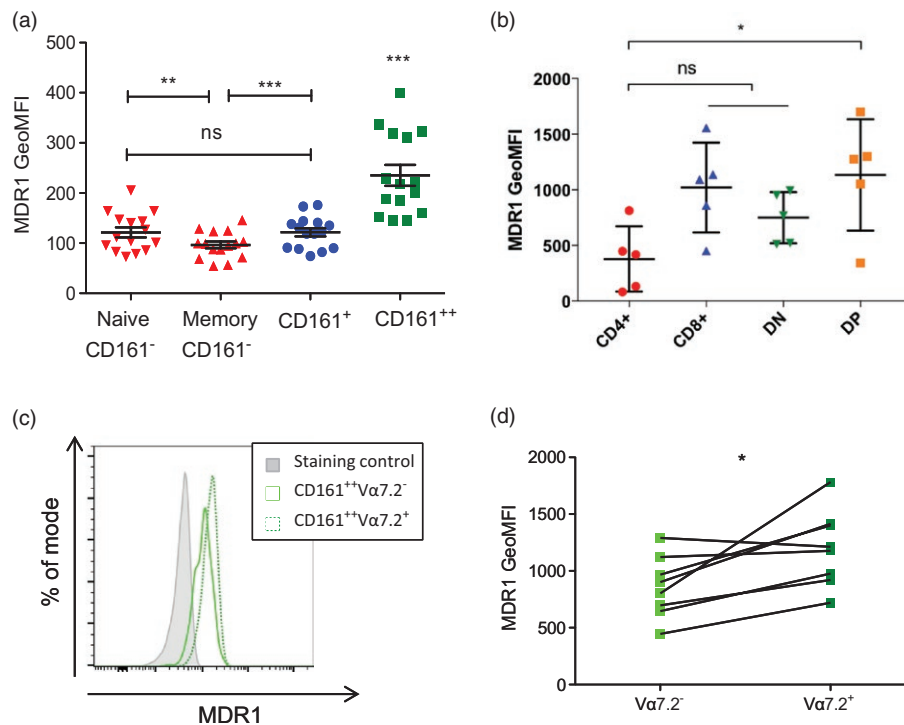 (a)
500
400
300
200
100
0
MDR1 GeoMFI
**
***
***
ns
Naive
CD161⁻
Memory
CD161⁻
CD161⁺
CD161⁺⁺
(b)
*
ns
2000
1500
1000
500
0
MDR1 GeoMFI
CD4+
CD8+
DN
DP
(c)
% of mode
Staining control
CD161⁺⁺Vα7.2⁻
CD161⁺⁺Vα7.2⁺
MDR1
(d)
*
2000
1500
1000
500
0
MDR1 GeoMFI
Vα7.2⁻
Vα7.2⁺